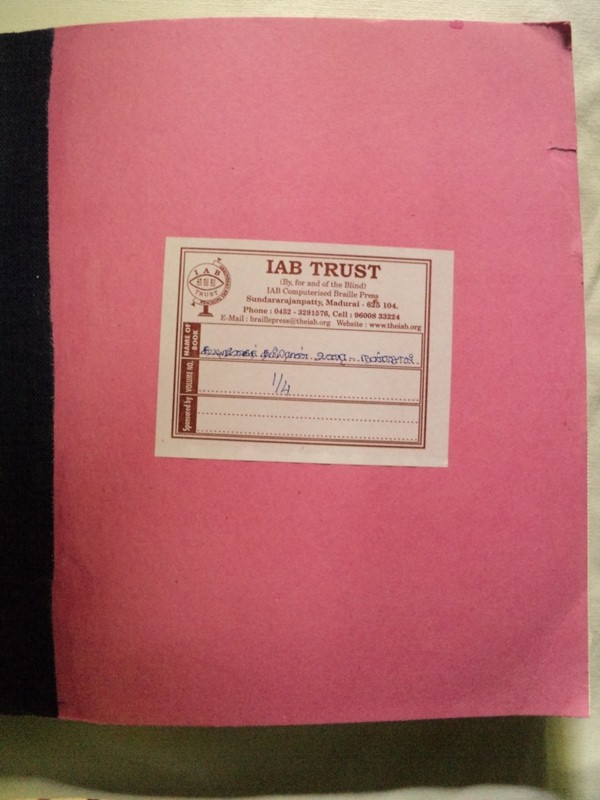 IAB
TRUST
IAB TRUST
(By, for and of the Blind)
IAB Computerised Braille Press
Sundararajanpatty, Madurai - 625 104.
Phone : 0452 - 3291576, Cell : 96008 33224
E-Mail : braillepress@theiab.org Website : www.theiab.org
NAME OF BOOK
VOLUME NO. 1/4
Sponsored by